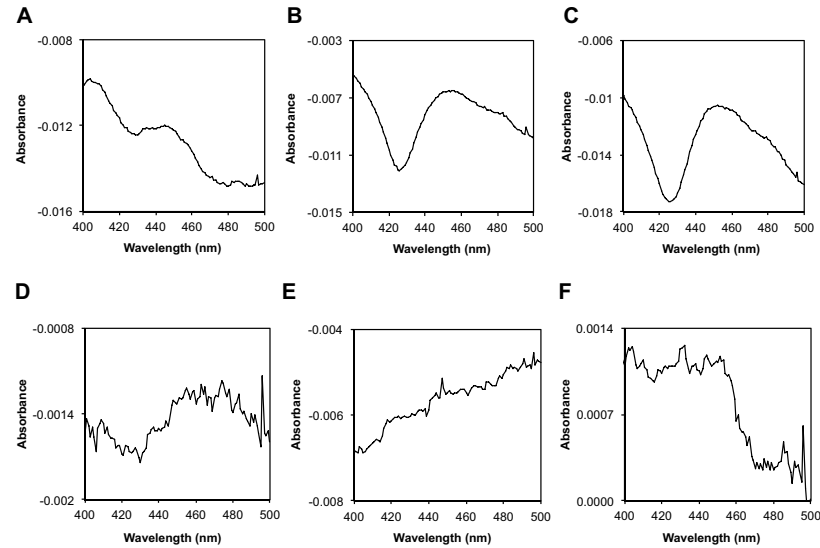 A
B
C
-0.008
-0.012
-0.016
Absorbance
400 420 440 460 480 500
Wavelength (nm)
-0.003
-0.007
-0.011
-0.015
Absorbance
400 420 440 460 480 500
Wavelength (nm)
-0.006
-0.01
-0.014
-0.018
Absorbance
400 420 440 460 480 500
Wavelength (nm)
D
E
F
-0.0008
-0.0014
-0.002
Absorbance
400 420 440 460 480 500
Wavelength (nm)
-0.004
-0.006
-0.008
Absorbance
400 420 440 460 480 500
Wavelength (nm)
0.0014
0.0007
0.0000
Absorbance
400 420 440 460 480 500
Wavelength (nm)